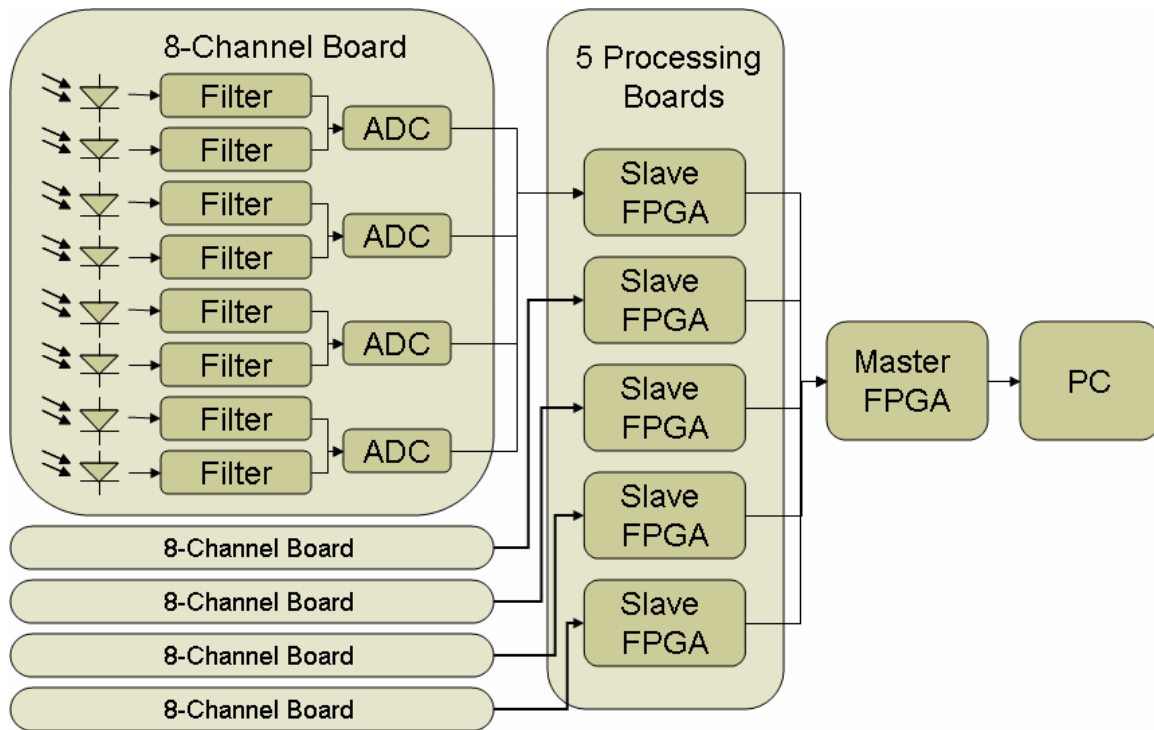 8-Channel Board
Filter
Filter
ADC
Filter
Filter
ADC
Filter
Filter
ADC
Filter
Filter
ADC
8-Channel Board
8-Channel Board
8-Channel Board
8-Channel Board
5 Processing
Boards
Slave
FPGA
Slave
FPGA
Slave
FPGA
Slave
FPGA
Slave
FPGA
Master
FPGA
PC